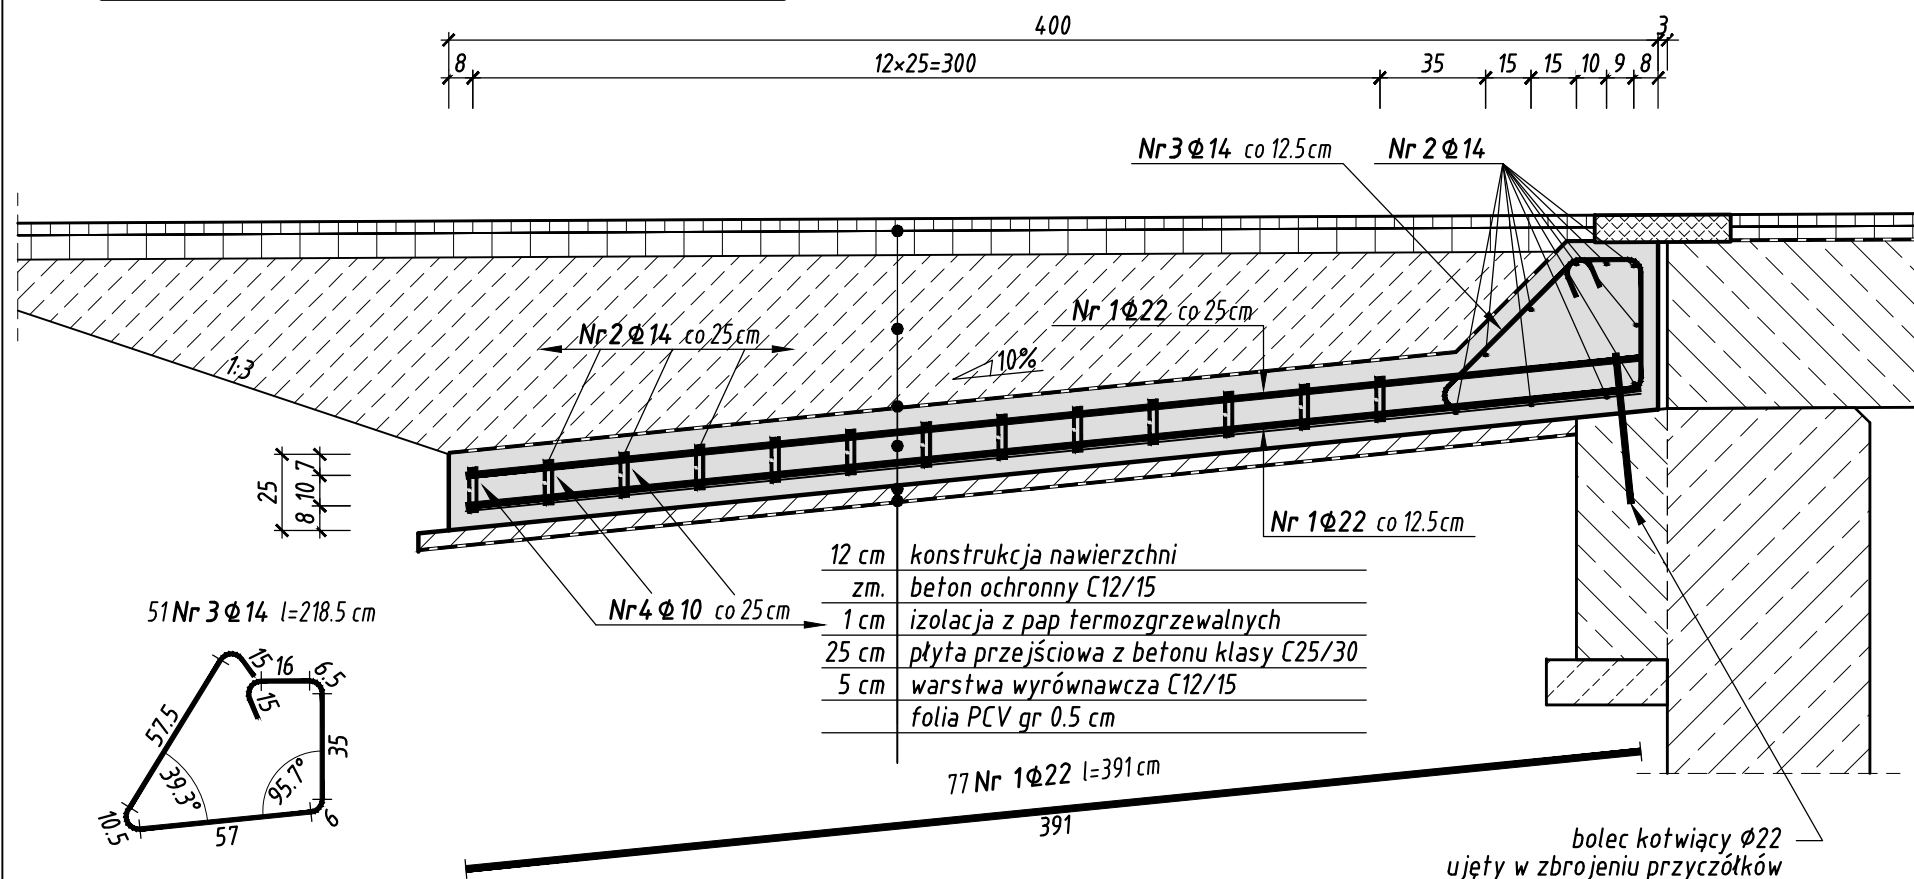 400
3
8
12×25=300
35
15
15
10
9
8
Nr3 Φ14 co 12.5cm
Nr 2 Φ14
Nr 1Φ22 co 25cm
Nr2 Φ14 co 25cm
1:3
10%
25
7
10
8
Nr 1Φ22 co 12.5cm
12 cm konstrukcja nawierzchni
zm. beton ochronny C12/15
1 cm izolacja z pap termozgrzewalnych
25 cm płyta przejściowa z betonu klasy C25/30
5 cm warstwa wyrównawcza C12/15
folia PCV gr 0.5 cm
Nr4 Φ10 co 25cm
51 Nr 3 Φ14 l=218.5 cm
15
16
6.5
15
57.5
35
39.3°
95.7°
10.5
57
6
77 Nr 1Φ22 l=391cm
391
bolec kotwiący Φ22
ujęty w zbrojeniu przyczółków